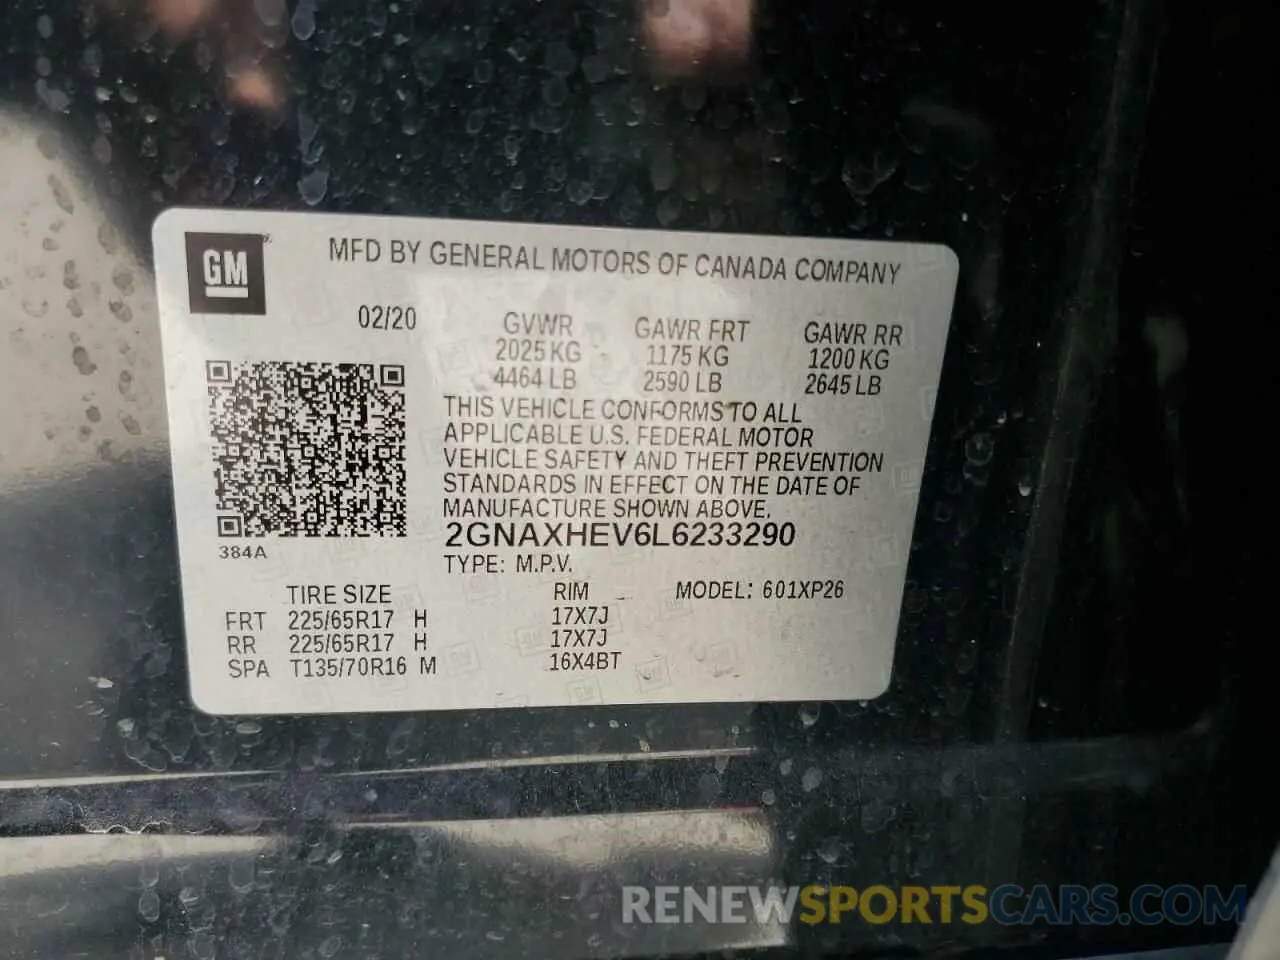 GM
MFD BY GENERAL MOTORS OF CANADA COMPANY
02/20
GVWR GAWR FRT GAWR RR
2025 KG 1175 KG 1200 KG
4464 LB 2590 LB 2645 LB
THIS VEHICLE CONFORMS TO ALL
APPLICABLE U.S. FEDERAL MOTOR
VEHICLE SAFETY AND THEFT PREVENTION
STANDARDS IN EFFECT ON THE DATE OF
MANUFACTURE SHOWN ABOVE.
2GNAXHEV6L6233290
384A
TYPE: M.P.V.
TIRE SIZE RIM MODEL: 601XP26
FRT 225/65R17 H 17X7J
RR 225/65R17 H 17X7J
SPA T135/70R16 M 16X4BT
RENEWSPORTSCARS.COM